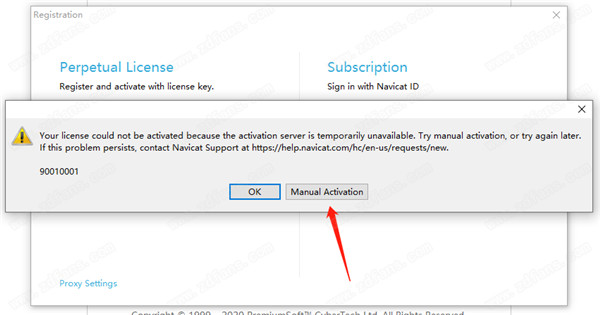 Registration
Perpetual License
Register and activate with license key.
Subscription
Sign in with Navicat ID
Your license could not be activated because the activation server is temporarily unavailable. Try manual activation, or try again later.
If this problem persists, contact Navicat Support at https://help.navicat.com/hc/en-us/requests/new.
90010001
OK
Manual Activation
Proxy Settings
Copyright © 1999 - 2020 PremiumSoft™ CyberTech Ltd. All Rights Reserved